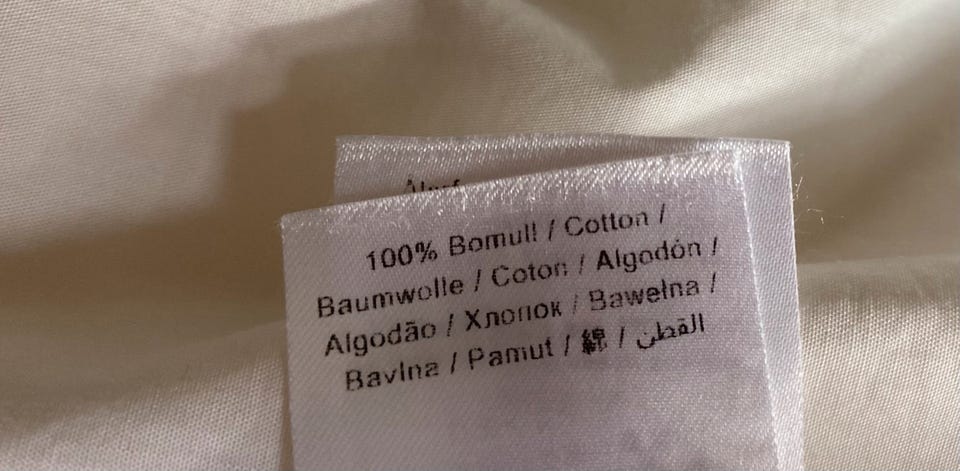 100% Bomull / Cotton /
Baumwolle / Coton / Algodón /
Algodão / Хлопок / Bawełna /
Bavlna / Pamut / 綿 / القطن